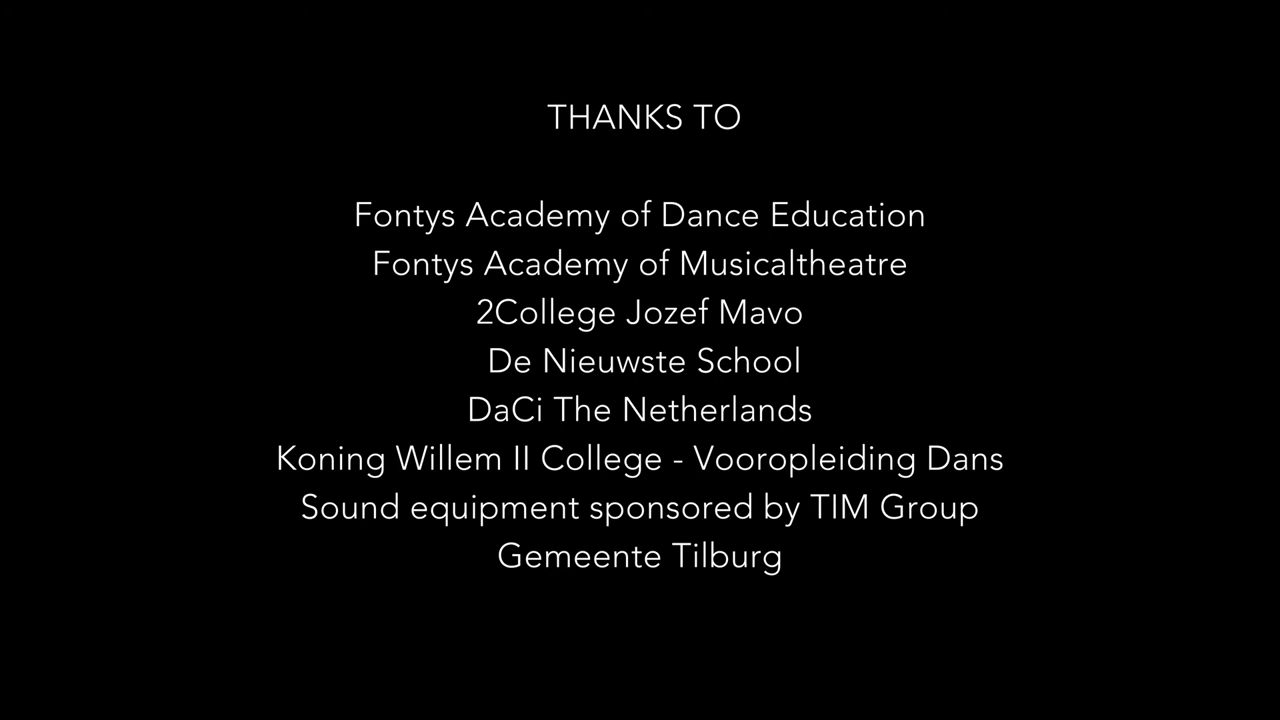 THANKS TO
Fontys Academy of Dance Education
Fontys Academy of Musicaltheatre
2College Jozef Mavo
De Nieuwste School
DaCi The Netherlands
Koning Willem II College - Vooropleiding Dans
Sound equipment sponsored by TIM Group
Gemeente Tilburg